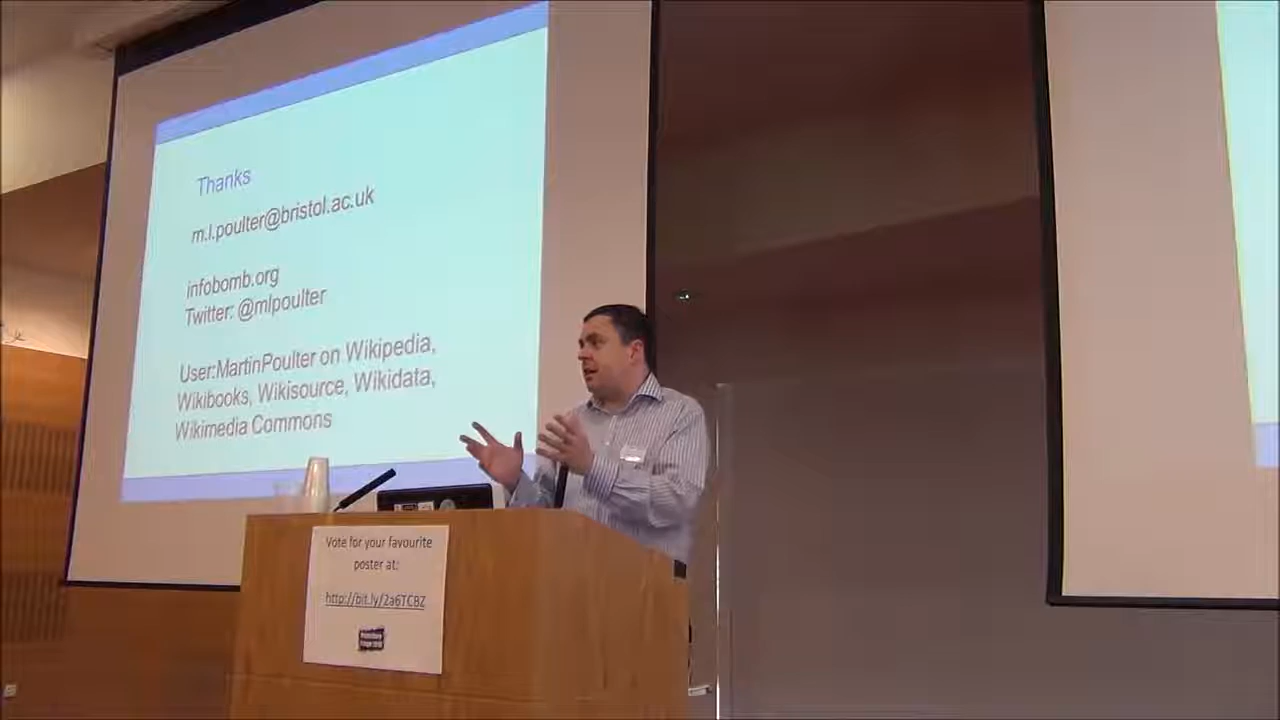 Thanks
m.l.poulter@bristol.ac.uk
infobomb.org
Twitter: @mlpoulter
User:MartinPoulter on Wikipedia,
Wikibooks, Wikisource, Wikidata,
Wikimedia Commons
Vote for your favourite
poster at:
http://bit.ly/2a6TCBZ